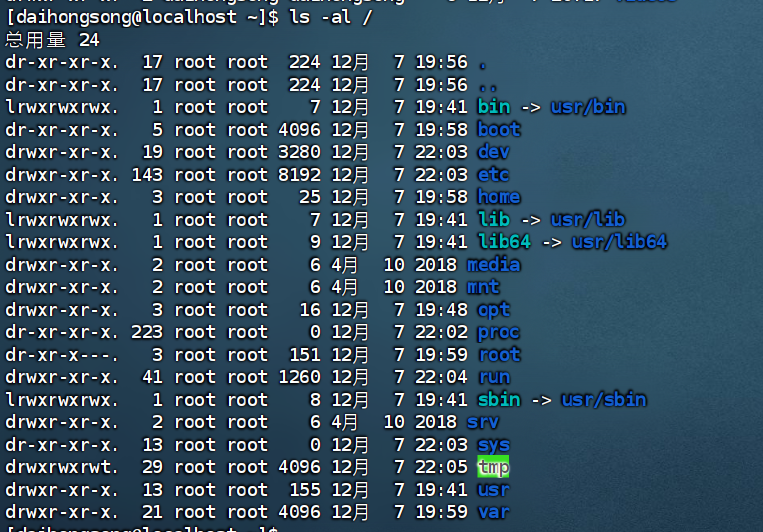 [daihongsong@localhost ~]$ ls -al /
总用量 24
dr-xr-xr-x.  17 root root  224 12月  7 19:56 .
dr-xr-xr-x.  17 root root  224 12月  7 19:56 ..
lrwxrwxrwx.   1 root root    7 12月  7 19:41 bin -> usr/bin
dr-xr-xr-x.   5 root root 4096 12月  7 19:58 boot
drwxr-xr-x.  19 root root 3280 12月  7 22:03 dev
drwxr-xr-x. 143 root root 8192 12月  7 22:03 etc
drwxr-xr-x.   3 root root   25 12月  7 19:58 home
lrwxrwxrwx.   1 root root    7 12月  7 19:41 lib -> usr/lib
lrwxrwxrwx.   1 root root    9 12月  7 19:41 lib64 -> usr/lib64
drwxr-xr-x.   2 root root    6 4月  10 2018 media
drwxr-xr-x.   2 root root    6 4月  10 2018 mnt
drwxr-xr-x.   3 root root   16 12月  7 19:48 opt
dr-xr-xr-x. 223 root root    0 12月  7 22:02 proc
dr-xr-x---.   3 root root  151 12月  7 19:59 root
drwxr-xr-x.  41 root root 1260 12月  7 22:04 run
lrwxrwxrwx.   1 root root    8 12月  7 19:41 sbin -> usr/sbin
drwxr-xr-x.   2 root root    6 4月  10 2018 srv
dr-xr-xr-x.  13 root root    0 12月  7 22:03 sys
drwxrwxrwt.  29 root root 4096 12月  7 22:05 tmp
drwxr-xr-x.  13 root root  155 12月  7 19:41 usr
drwxr-xr-x.  21 root root 4096 12月  7 19:59 var
[daihongsong@localhost ~]$